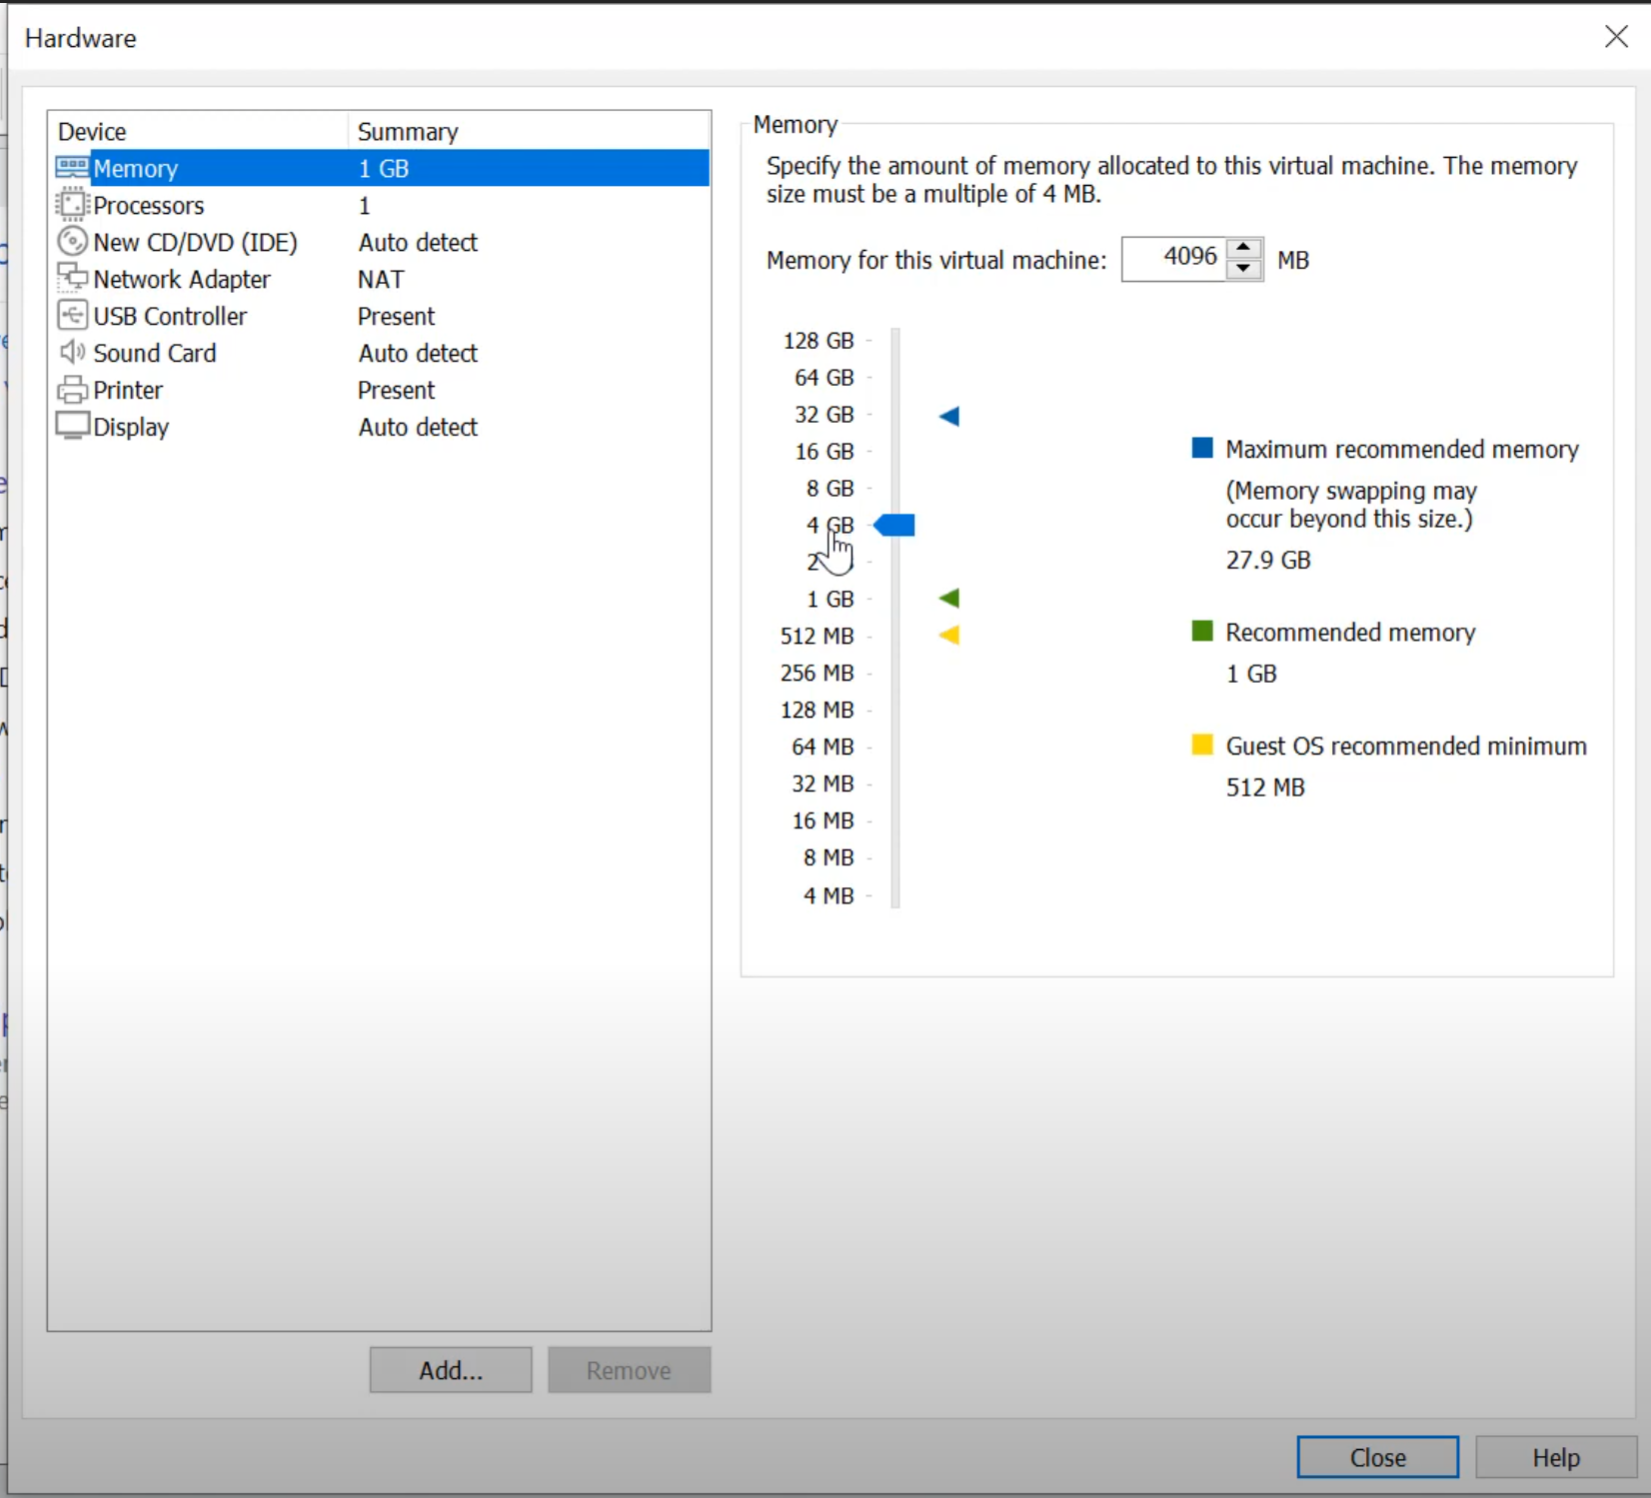 Hardware
Device Summary
Memory 1 GB
Processors 1
New CD/DVD (IDE) Auto detect
Network Adapter NAT
USB Controller Present
Sound Card Auto detect
Printer Present
Display Auto detect
Add...
Remove
Memory
Specify the amount of memory allocated to this virtual machine. The memory
size must be a multiple of 4 MB.
Memory for this virtual machine: 4096 MB
128 GB
64 GB
32 GB
16 GB
8 GB
4 GB
2
1 GB
512 MB
256 MB
128 MB
64 MB
32 MB
16 MB
8 MB
4 MB
Maximum recommended memory
(Memory swapping may
occur beyond this size.)
27.9 GB
Recommended memory
1 GB
Guest OS recommended minimum
512 MB
Close
Help